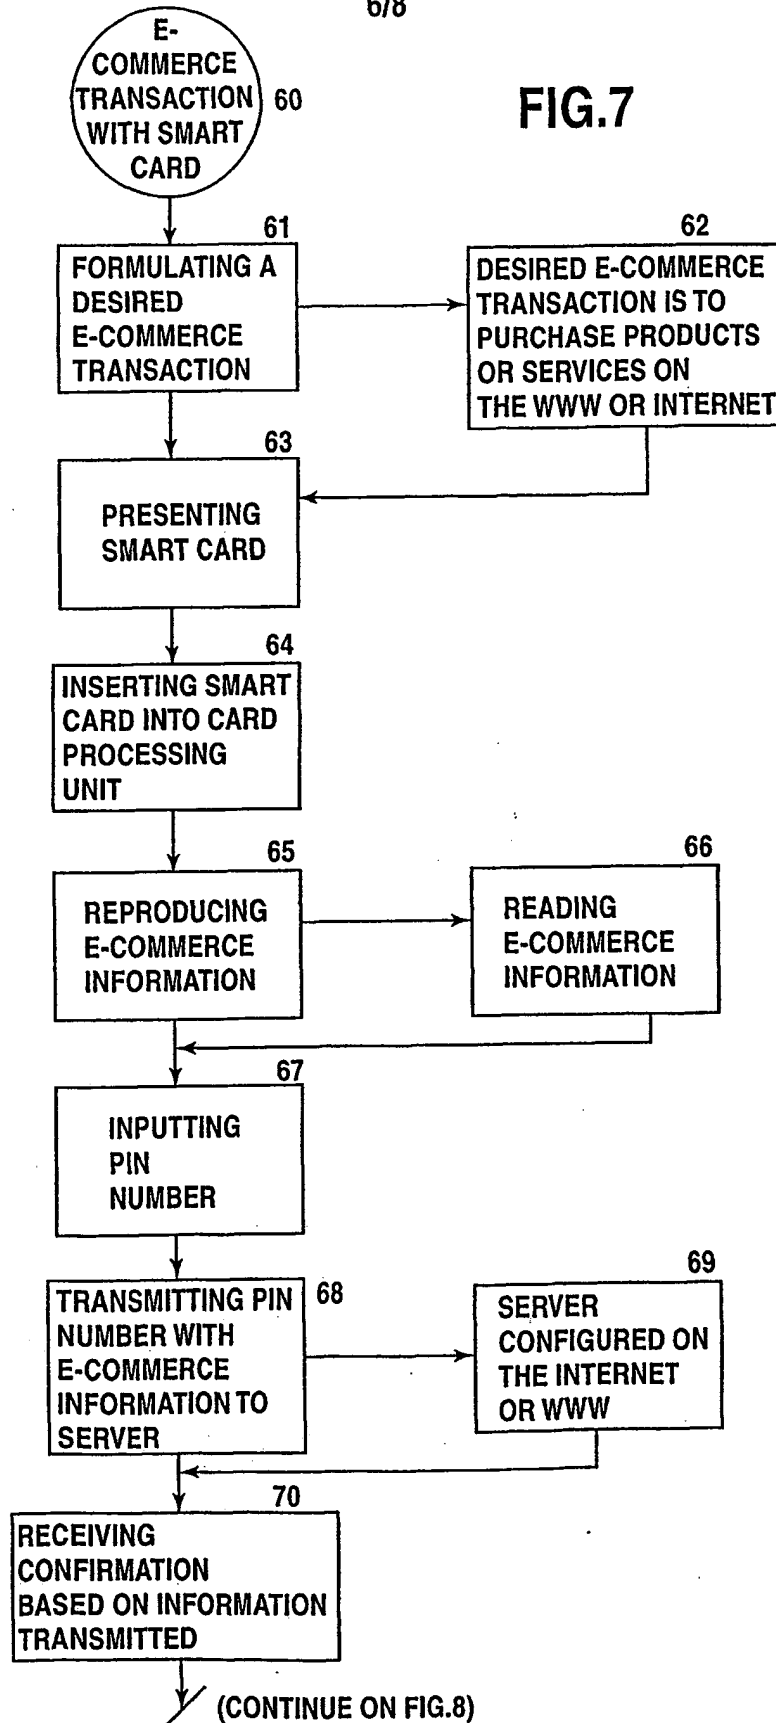 6/8
FIG.7
E-
COMMERCE
TRANSACTION
WITH SMART
CARD
60
61
FORMULATING A
DESIRED
E-COMMERCE
TRANSACTION
62
DESIRED E-COMMERCE
TRANSACTION IS TO
PURCHASE PRODUCTS
OR SERVICES ON
THE WWW OR INTERNET
63
PRESENTING
SMART CARD
64
INSERTING SMART
CARD INTO CARD
PROCESSING
UNIT
65
REPRODUCING
E-COMMERCE
INFORMATION
66
READING
E-COMMERCE
INFORMATION
67
INPUTTING
PIN
NUMBER
68
TRANSMITTING PIN
NUMBER WITH
E-COMMERCE
INFORMATION TO
SERVER
69
SERVER
CONFIGURED ON
THE INTERNET
OR WWW
70
RECEIVING
CONFIRMATION
BASED ON INFORMATION
TRANSMITTED
(CONTINUE ON FIG.8)